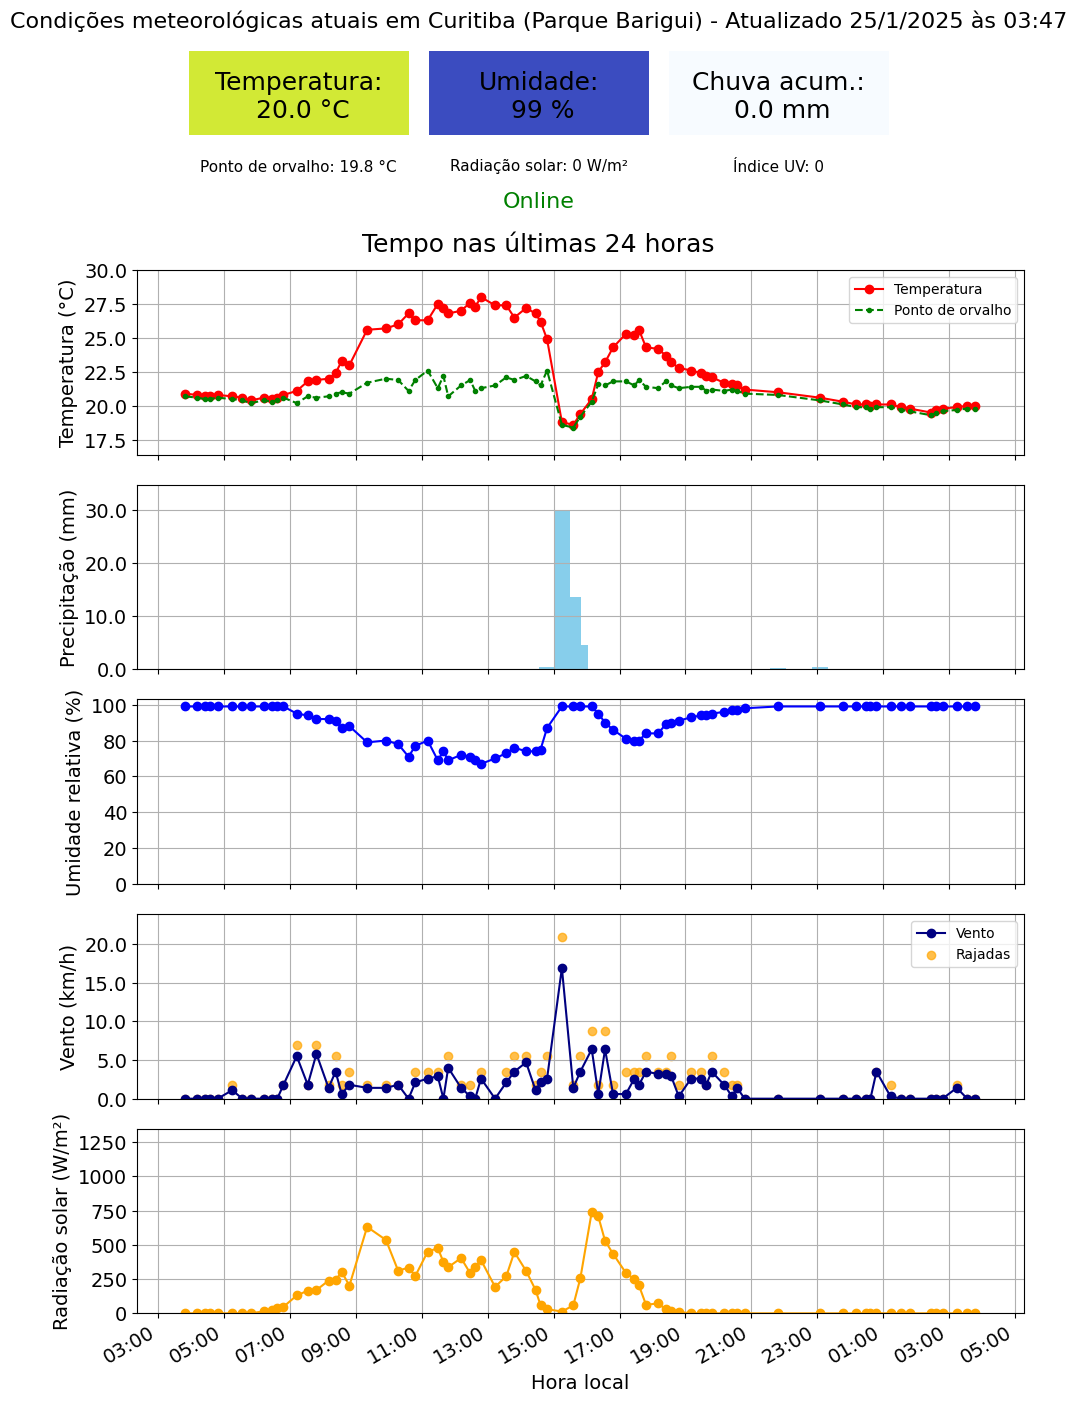 Condições meteorológicas atuais em Curitiba (Parque Barigui) - Atualizado 25/1/2025 às 03:47
Temperatura:
20.0 °C
Umidade:
99 %
Chuva acum.:
0.0 mm
Ponto de orvalho: 19.8 °C
Radiação solar: 0 W/m²
Índice UV: 0
Online
Tempo nas últimas 24 horas
Temperatura (°C)
30.0
27.5
25.0
22.5
20.0
17.5
Temperatura
Ponto de orvalho
Precipitação (mm)
30.0
20.0
10.0
0.0
Umidade relativa (%)
100
80
60
40
20
0
Vento (km/h)
20.0
15.0
10.0
5.0
0.0
Vento
Rajadas
Radiação solar (W/m²)
1250
1000
750
500
250
0
03:00
05:00
07:00
09:00
11:00
13:00
15:00
17:00
19:00
21:00
23:00
01:00
03:00
05:00
Hora local